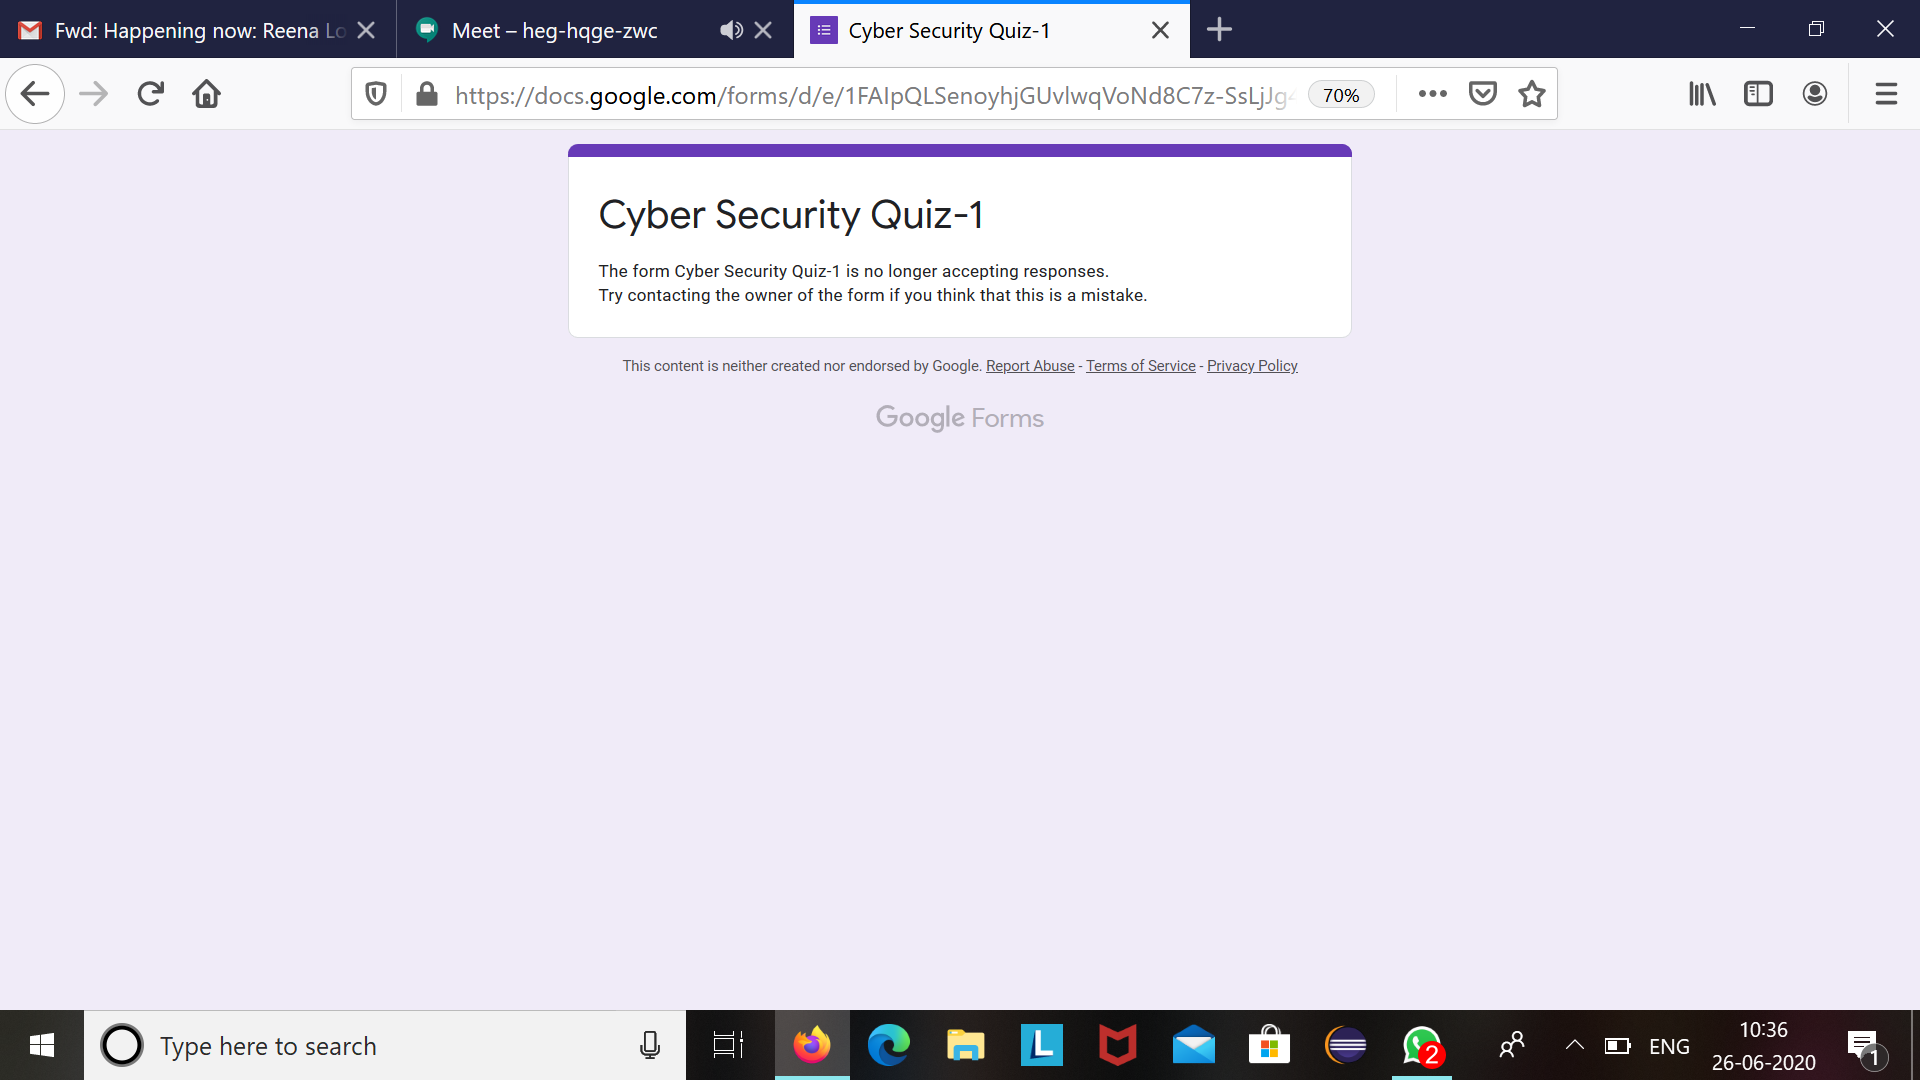 Fwd: Happening now: Reena Lo
Meet – heg-hqge-zwc
Cyber Security Quiz-1
https://docs.google.com/forms/d/e/1FAIpQLSenoyhjGUvlwqVoNd8C7z-SsLjJg4
70%
Cyber Security Quiz-1
The form Cyber Security Quiz-1 is no longer accepting responses.
Try contacting the owner of the form if you think that this is a mistake.
This content is neither created nor endorsed by Google. Report Abuse - Terms of Service - Privacy Policy
Google Forms
Type here to search
L
2
ENG
10:36
26-06-2020
1